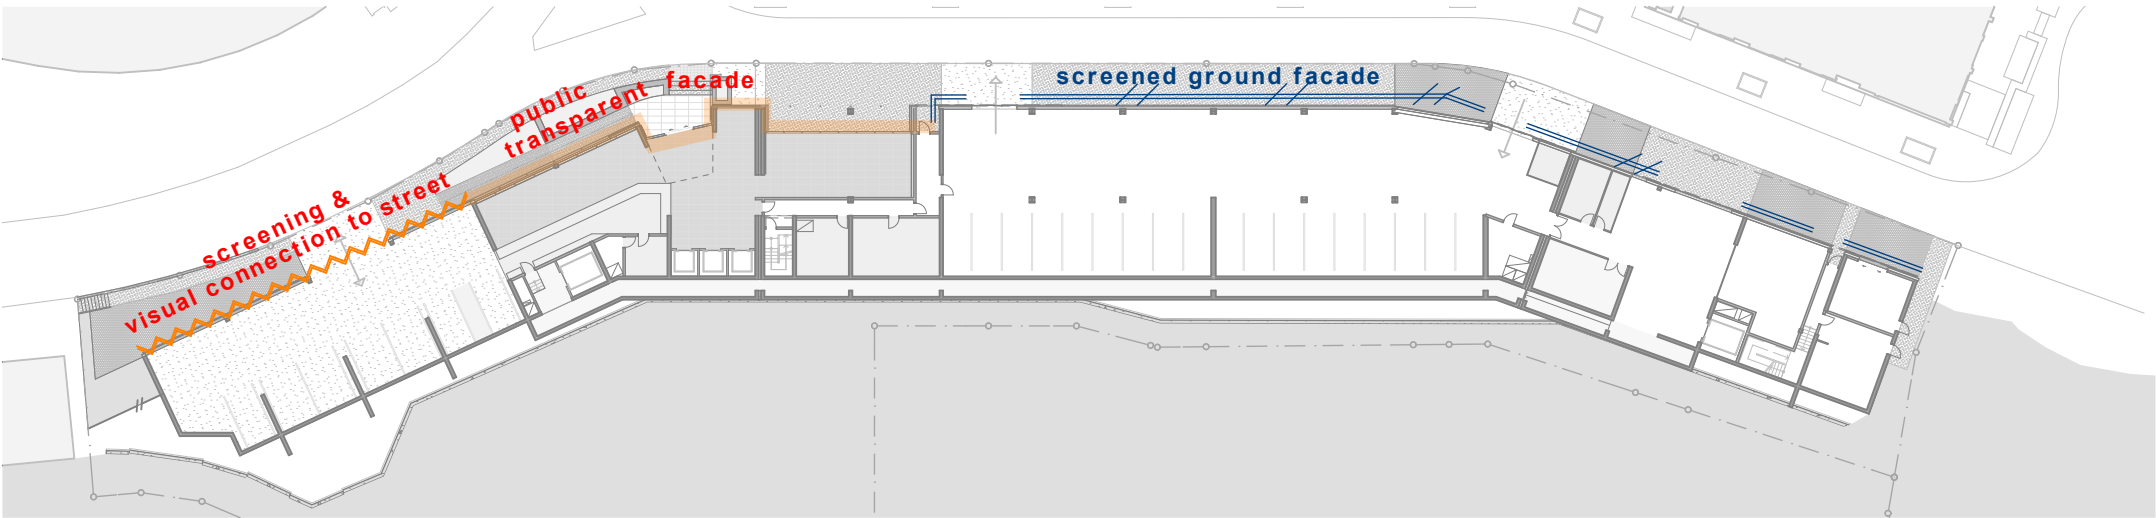 screening &
visual connection to street
public
transparent facade
screened ground facade